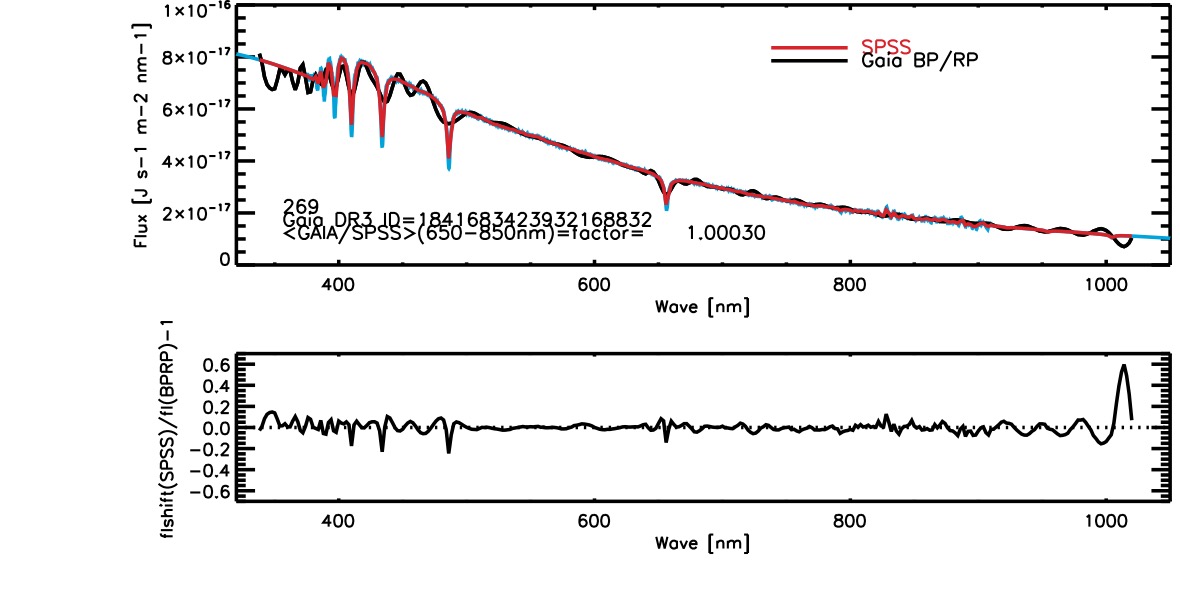 1×10⁻¹⁶
8×10⁻¹⁷
6×10⁻¹⁷
4×10⁻¹⁷
2×10⁻¹⁷
0
Flux [J s−1 m−2 nm−1]
SPSS
Gaia BP/RP
269
Gaia DR3 ID=1841683423932168832
<GAIA/SPSS>(650−850nm)=factor= 1.00030
400 600 800 1000
Wave [nm]
0.6
0.4
0.2
0.0
−0.2
−0.4
−0.6
flshift(SPSS)/fl(BPRP)−1
400 600 800 1000
Wave [nm]